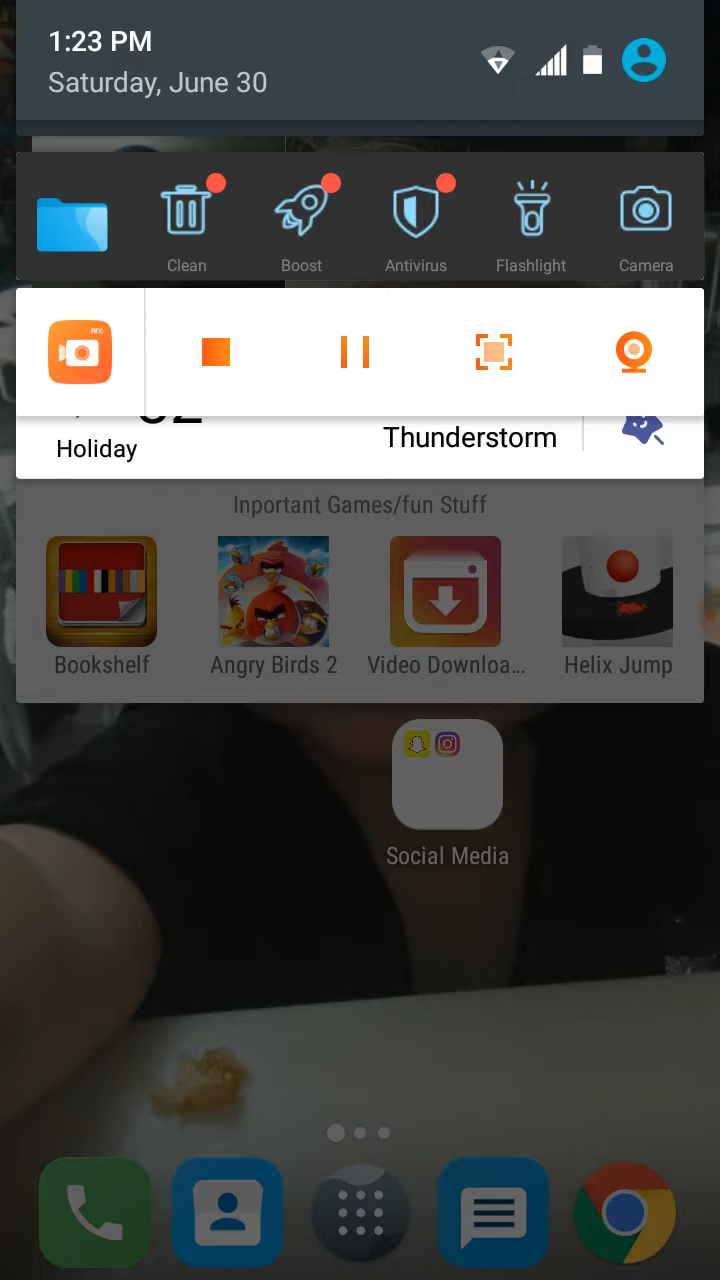 1:23 PM
Saturday, June 30
Clean
Boost
Antivirus
Flashlight
Camera
REC
Holiday
Thunderstorm
Inportant Games/fun Stuff
Bookshelf
Angry Birds 2
Video Downloa...
Helix Jump
Social Media